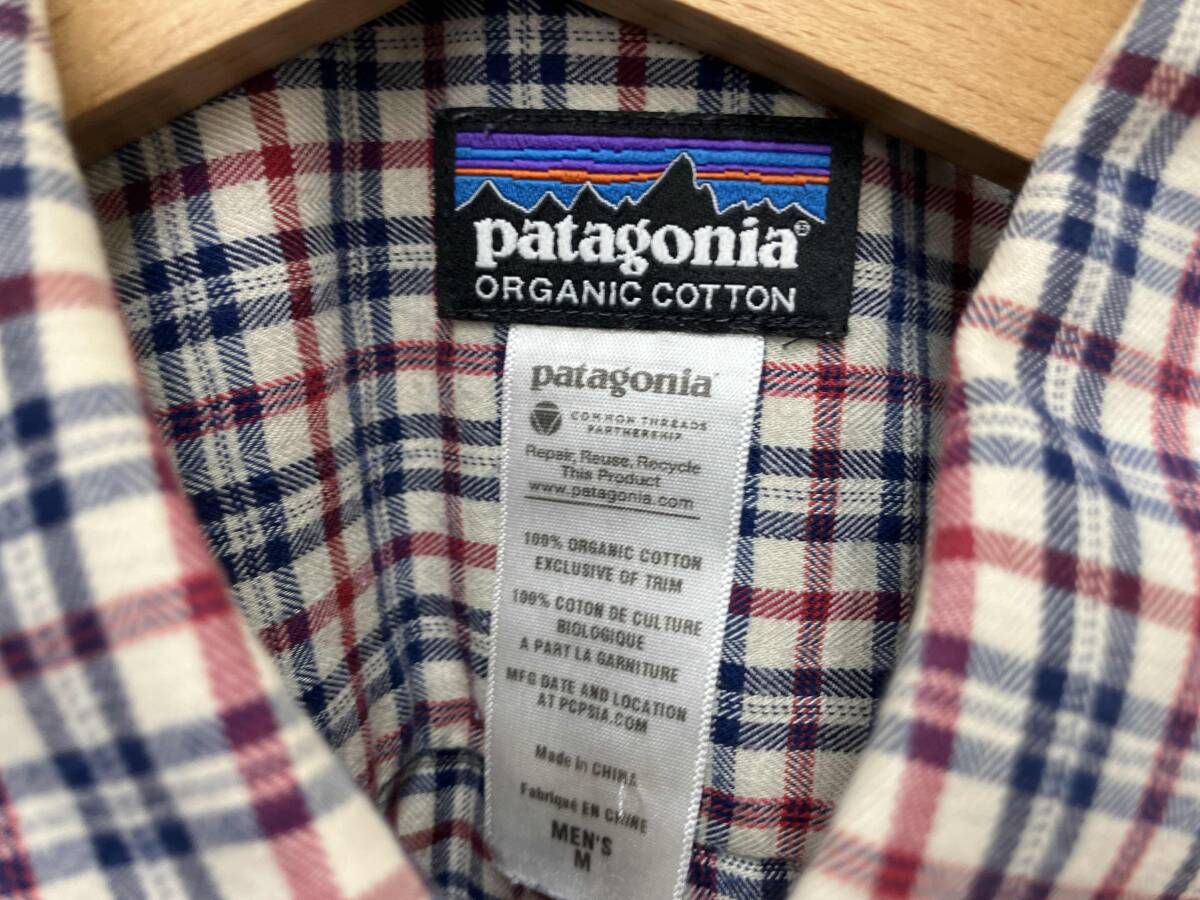 patagonia®
ORGANIC COTTON
patagonia®
COMMON THREADS
PARTNERSHIP
Repair, Reuse, Recycle
This Product
www.patagonia.com
100% ORGANIC COTTON
EXCLUSIVE OF TRIM
100% COTON DE CULTURE
BIOLOGIQUE
A PART LA GARNITURE
MFG DATE AND LOCATION
AT PCPSIA.COM
Made in CHINA
Fabriqué EN CHINE
MEN'S
M